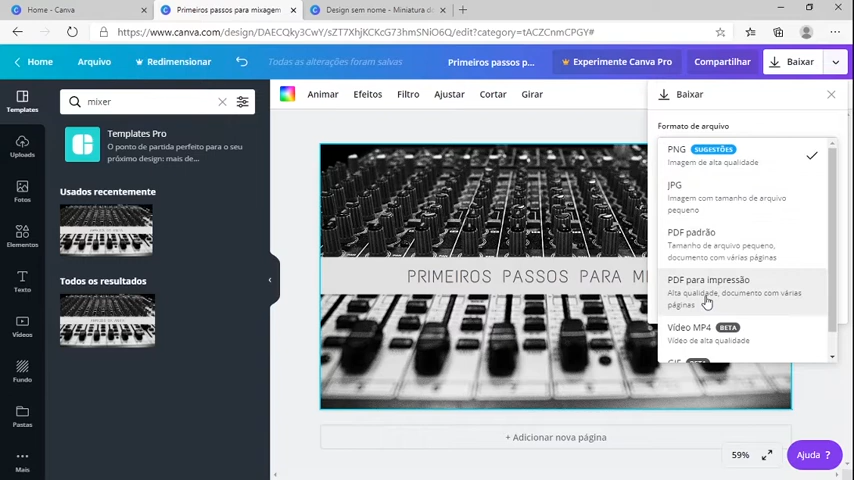 Home - Canva
Primeiros passos para mixagem
Design sem nome - Miniatura do
https://www.canva.com/design/DAECQky3CwY/sZT7XhjKCKcG73hmSNiO6Q/edit?category=tACZCnmCPGY#
Home
Arquivo
Redimensionar
Todas as alterações foram salvas
Primeiros passos p...
Experimente Canva Pro
Compartilhar
Baixar
Templates
Uploads
Fotos
Elementos
Texto
Vídeos
Fundo
Pastas
Mais
mixer
Templates Pro
O ponto de partida perfeito para o seu
próximo design: mais de...
Usados recentemente
Todos os resultados
Animar
Efeitos
Filtro
Ajustar
Cortar
Girar
PRIMEIROS PASSOS PARA MI
+ Adicionar nova página
Baixar
Formato de arquivo
PNG SUGESTÕES
Imagem de alta qualidade
JPG
Imagem com tamanho de arquivo
pequeno
PDF padrão
Tamanho de arquivo pequeno,
documento com várias páginas
PDF para impressão
Alta qualidade, documento com várias
páginas
Vídeo MP4 BETA
Vídeo de alta qualidade
GIF BETA
59%
Ajuda ?